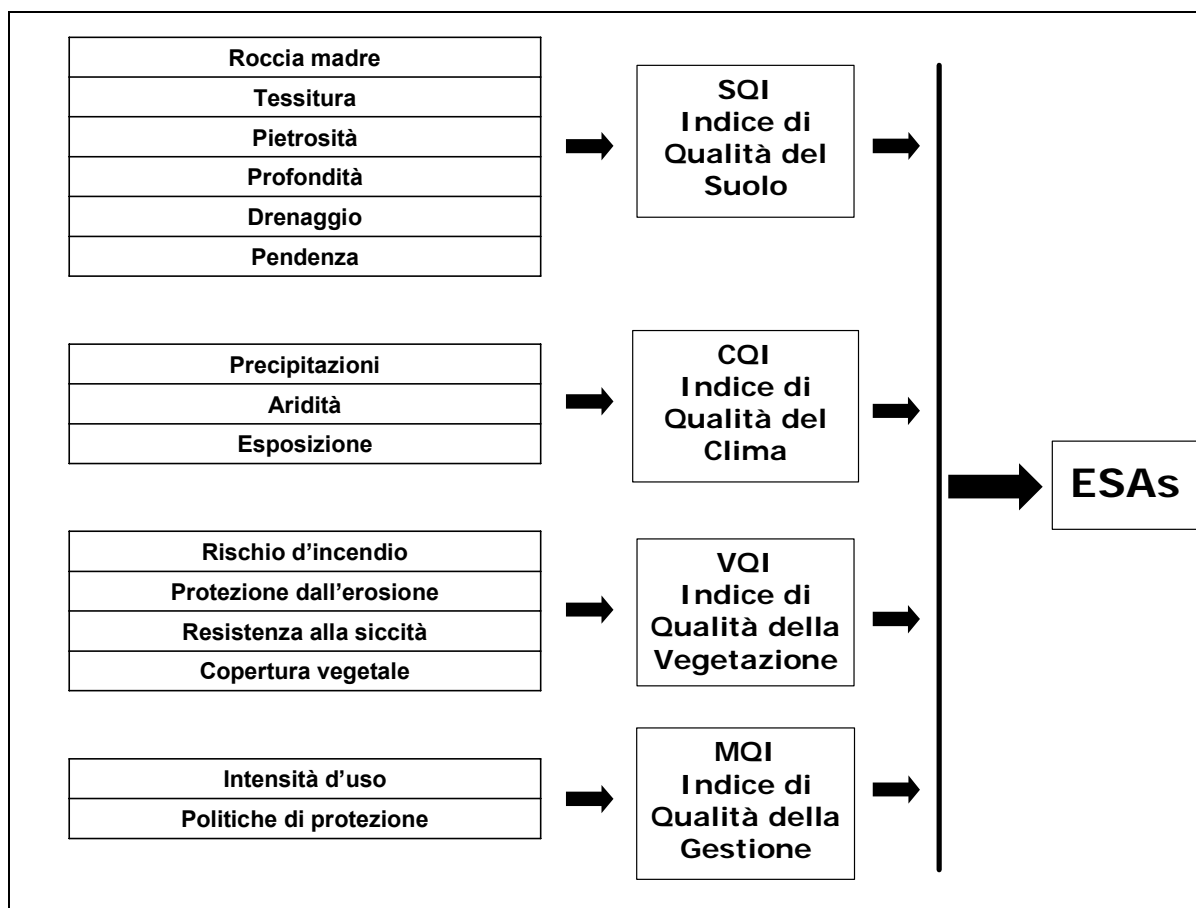 Roccia madre
Tessitura
Pietrosità
Profondità
Drenaggio
Pendenza
SQI
Indice di
Qualità del
Suolo
Precipitazioni
Aridità
Esposizione
CQI
Indice di
Qualità del
Clima
Rischio d'incendio
Protezione dall'erosione
Resistenza alla siccità
Copertura vegetale
VQI
Indice di
Qualità della
Vegetazione
Intensità d'uso
Politiche di protezione
MQI
Indice di
Qualità della
Gestione
ESAs